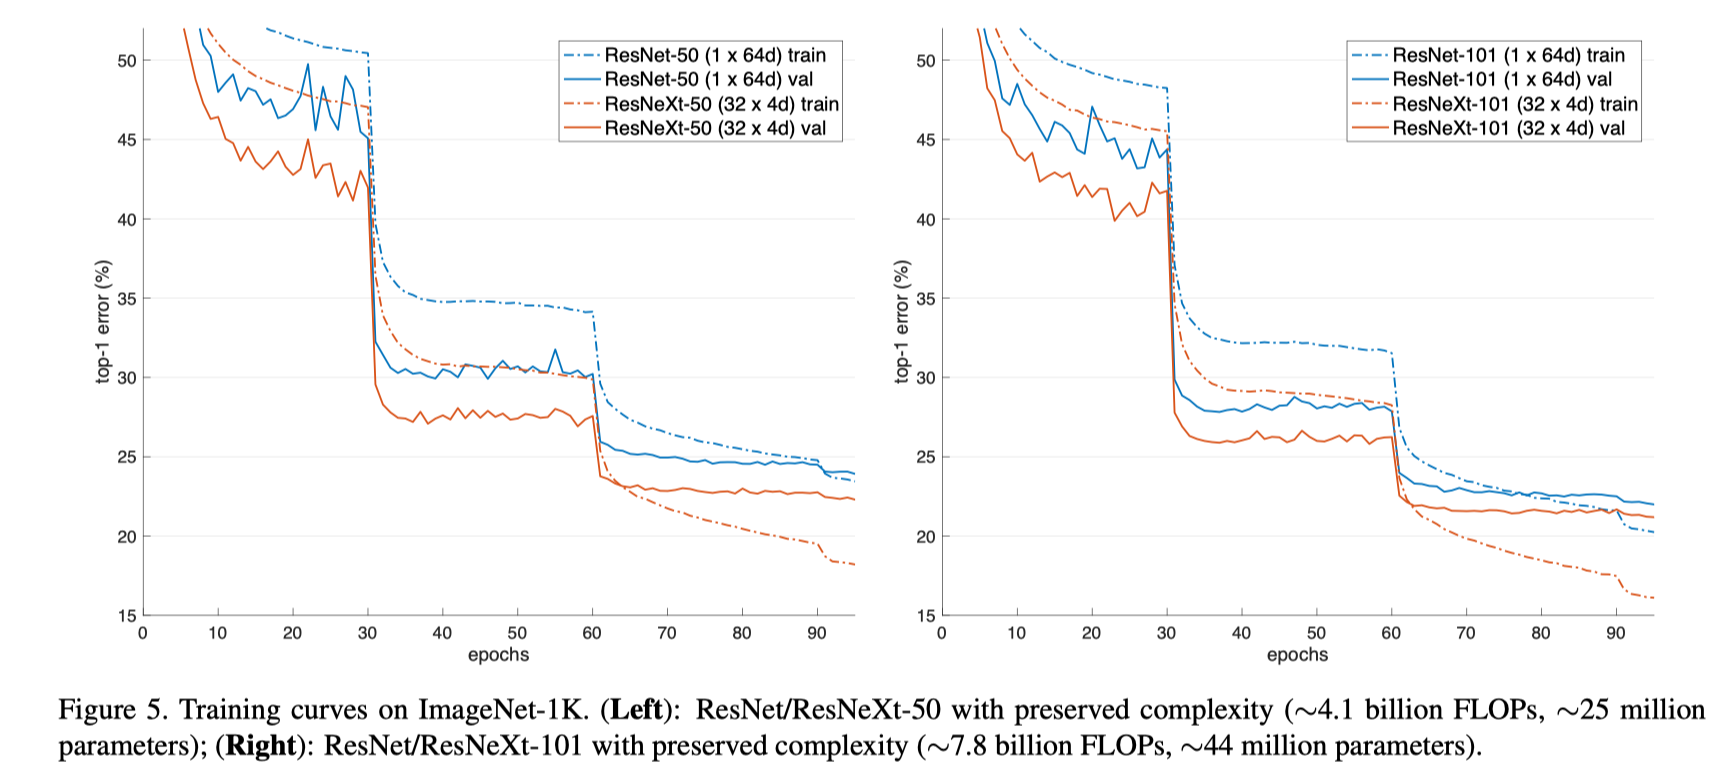 50
45
40
35
30
25
20
15
top-1 error (%)
0 10 20 30 40 50 60 70 80 90
epochs
ResNet-50 (1 x 64d) train
ResNet-50 (1 x 64d) val
ResNeXt-50 (32 x 4d) train
ResNeXt-50 (32 x 4d) val
50
45
40
35
30
25
20
15
top-1 error (%)
0 10 20 30 40 50 60 70 80 90
epochs
ResNet-101 (1 x 64d) train
ResNet-101 (1 x 64d) val
ResNeXt-101 (32 x 4d) train
ResNeXt-101 (32 x 4d) val
Figure 5. Training curves on ImageNet-1K. (Left): ResNet/ResNeXt-50 with preserved complexity (∼4.1 billion FLOPs, ∼25 million
parameters); (Right): ResNet/ResNeXt-101 with preserved complexity (∼7.8 billion FLOPs, ∼44 million parameters).